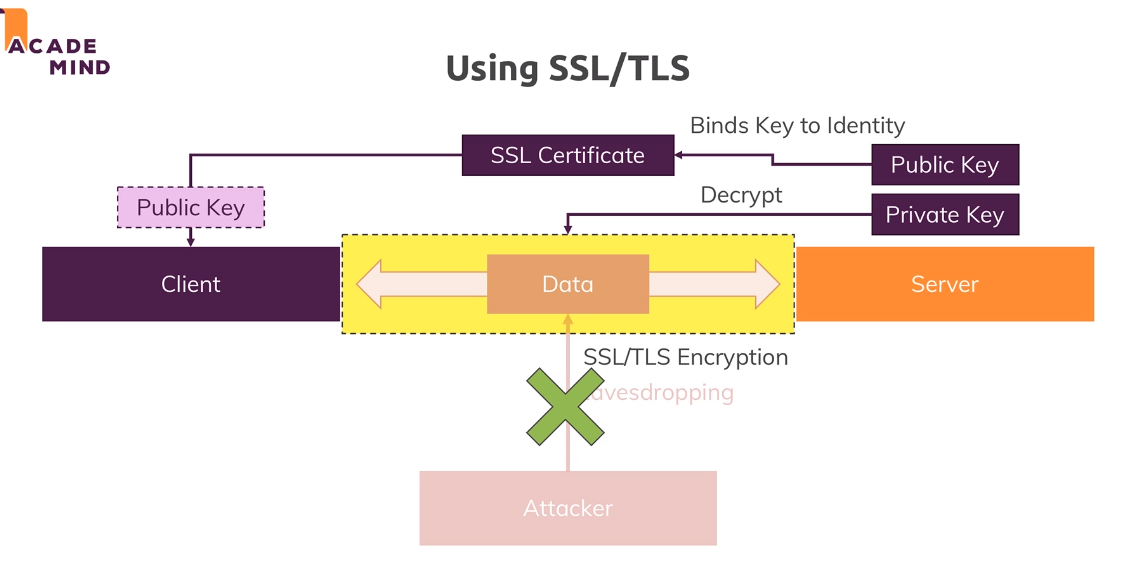 ACADE
MIND
Using SSL/TLS
Binds Key to Identity
SSL Certificate
Public Key
Decrypt
Public Key
Private Key
Client
Data
Server
SSL/TLS Encryption
Attacker